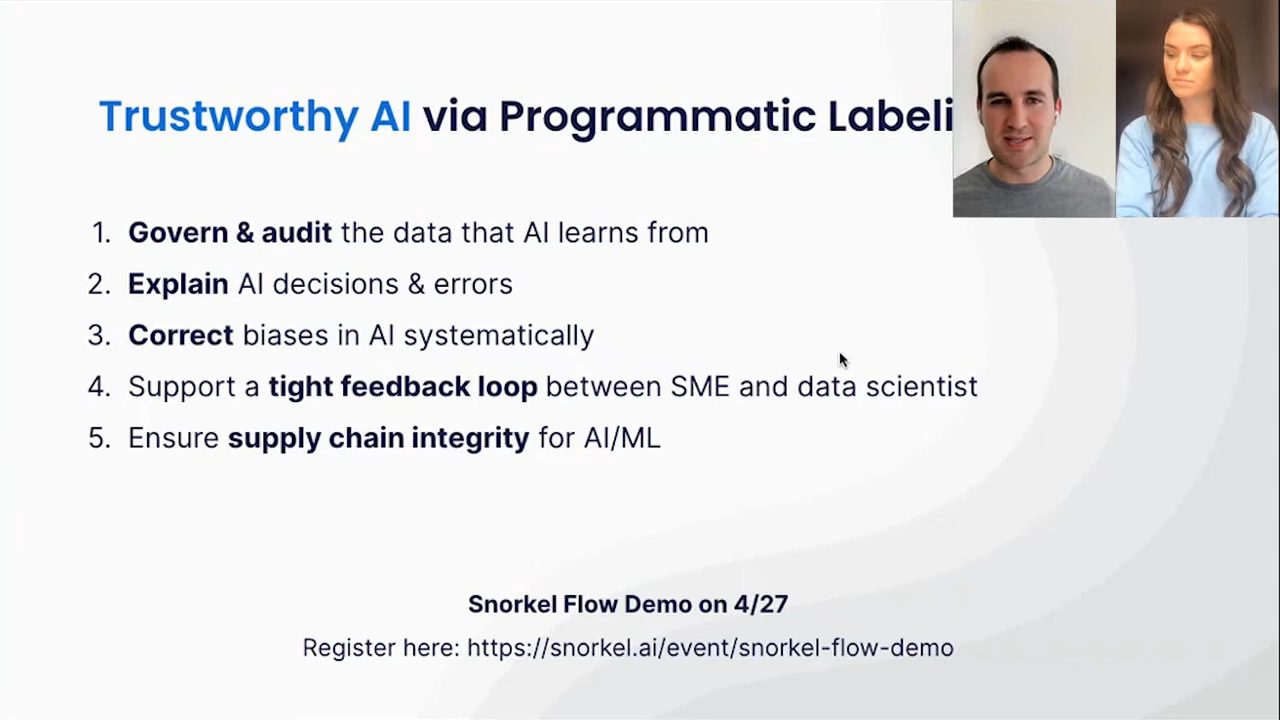 Trustworthy AI via Programmatic Labeli
1. Govern & audit the data that AI learns from
2. Explain AI decisions & errors
3. Correct biases in AI systematically
4. Support a tight feedback loop between SME and data scientist
5. Ensure supply chain integrity for AI/ML
Snorkel Flow Demo on 4/27
Register here: https://snorkel.ai/event/snorkel-flow-demo